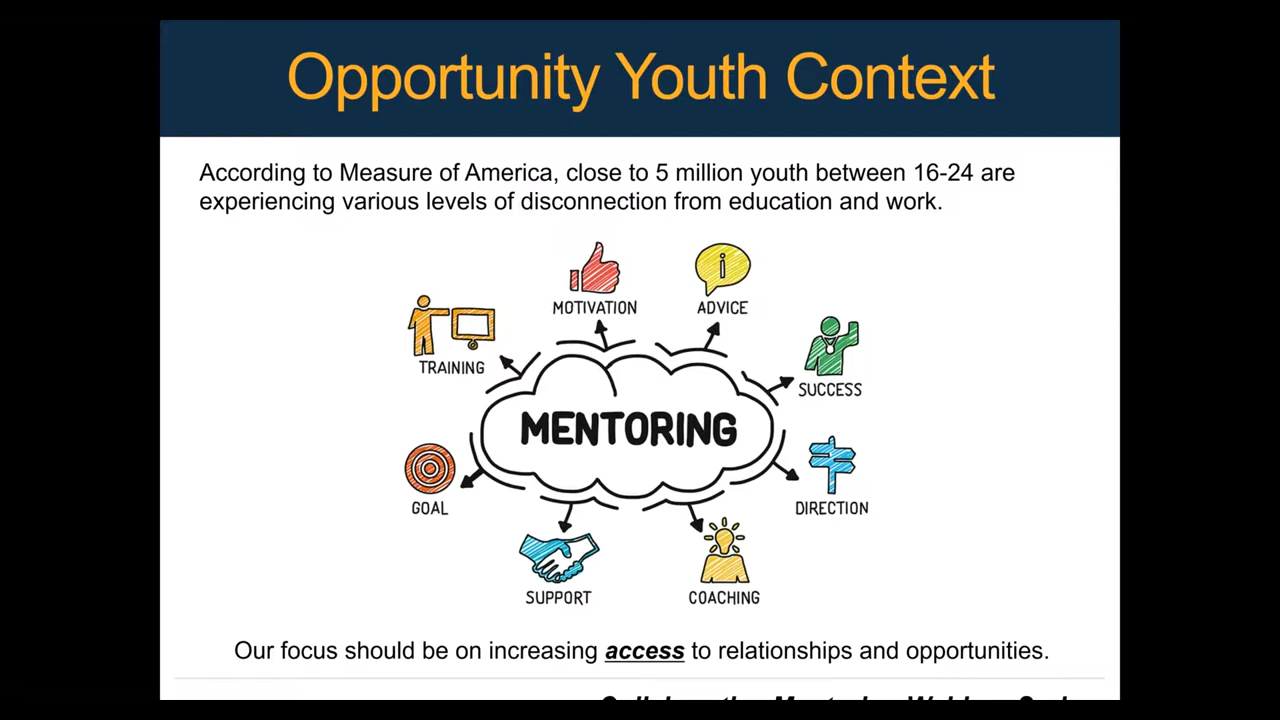 Opportunity Youth Context
According to Measure of America, close to 5 million youth between 16-24 are
experiencing various levels of disconnection from education and work.
MOTIVATION
ADVICE
TRAINING
SUCCESS
MENTORING
GOAL
DIRECTION
SUPPORT
COACHING
Our focus should be on increasing access to relationships and opportunities.